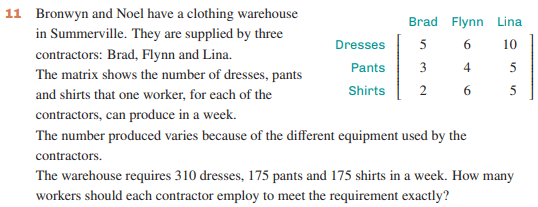 11 Bronwyn and Noel have a clothing warehouse
in Summerville. They are supplied by three
contractors: Brad, Flynn and Lina.
The matrix shows the number of dresses, pants
and shirts that one worker, for each of the
contractors, can produce in a week.
Brad Flynn Lina
Dresses 5 6 10
Pants 3 4 5
Shirts 2 6 5
The number produced varies because of the different equipment used by the
contractors.
The warehouse requires 310 dresses, 175 pants and 175 shirts in a week. How many
workers should each contractor employ to meet the requirement exactly?